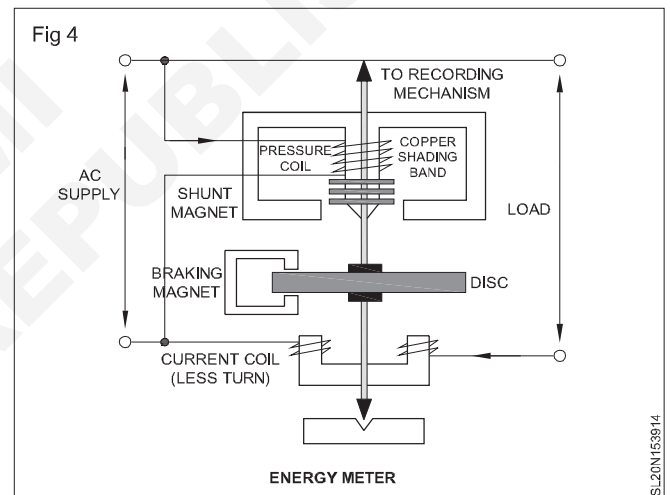 Fig 4
TO RECORDING
MECHANISM
PRESSURE
COIL
COPPER
SHADING
BAND
AC
SUPPLY
SHUNT
MAGNET
LOAD
BRAKING
MAGNET
DISC
CURRENT COIL
(LESS TURN)
ENERGY METER
SL20N153914